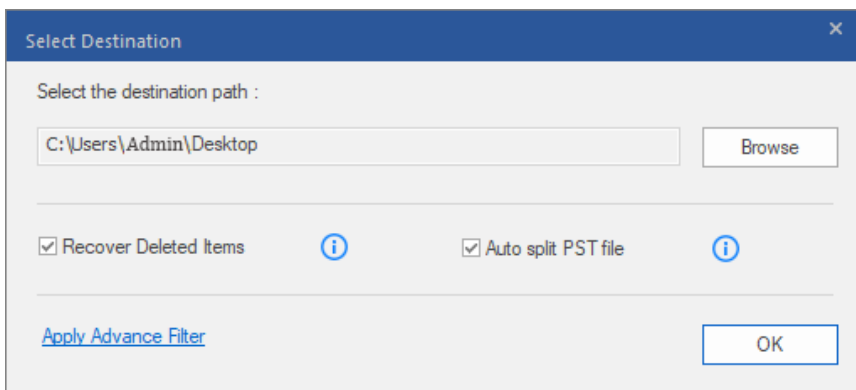 Select Destination
Select the destination path :
C:\Users\Admin\Desktop
Browse
Recover Deleted Items
Auto split PST file
Apply Advance Filter
OK